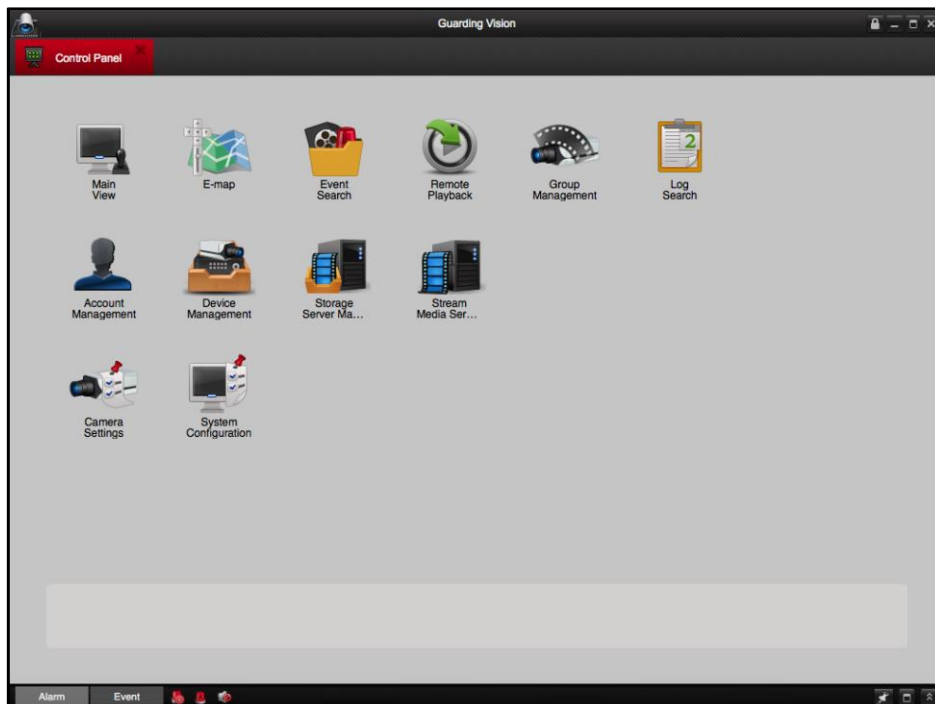 Guarding Vision
Control Panel
Main
View
E-map
Event
Search
Remote
Playback
Group
Management
2
Log
Search
Account
Management
Device
Management
Storage
Server Ma...
Stream
Media Ser...
Camera
Settings
System
Configuration
Alarm
Event